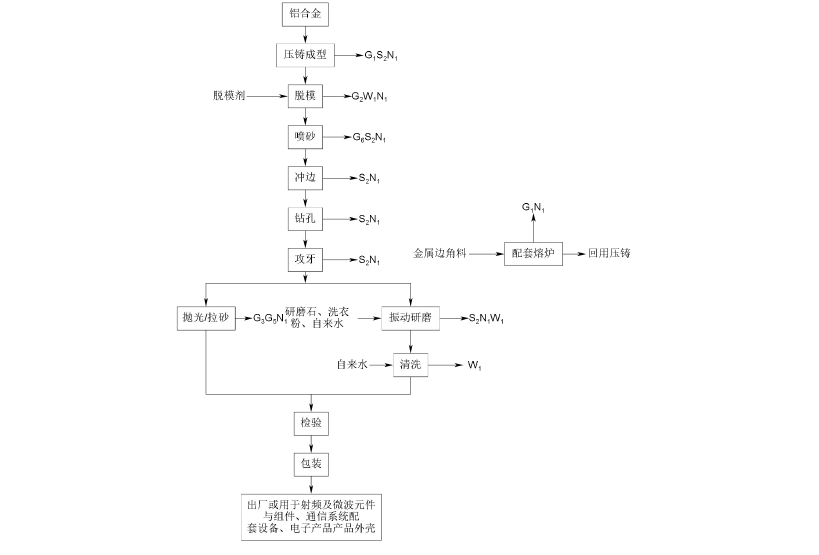 铝合金
压铸成型
G₁S₂N₁
脱模剂
脱模
G₂W₁N₁
喷砂
G₆S₂N₁
冲边
S₂N₁
钻孔
S₂N₁
G₁N₁
金属边角料
配套熔炉
回用压铸
攻牙
S₂N₁
抛光/拉砂
G₃G₅N₁
研磨石、洗衣
粉、自来水
振动研磨
S₂N₁W₁
自来水
清洗
W₁
检验
包装
出厂或用于射频及微波元件
与组件、通信系统配
套设备、电子产品产品外壳